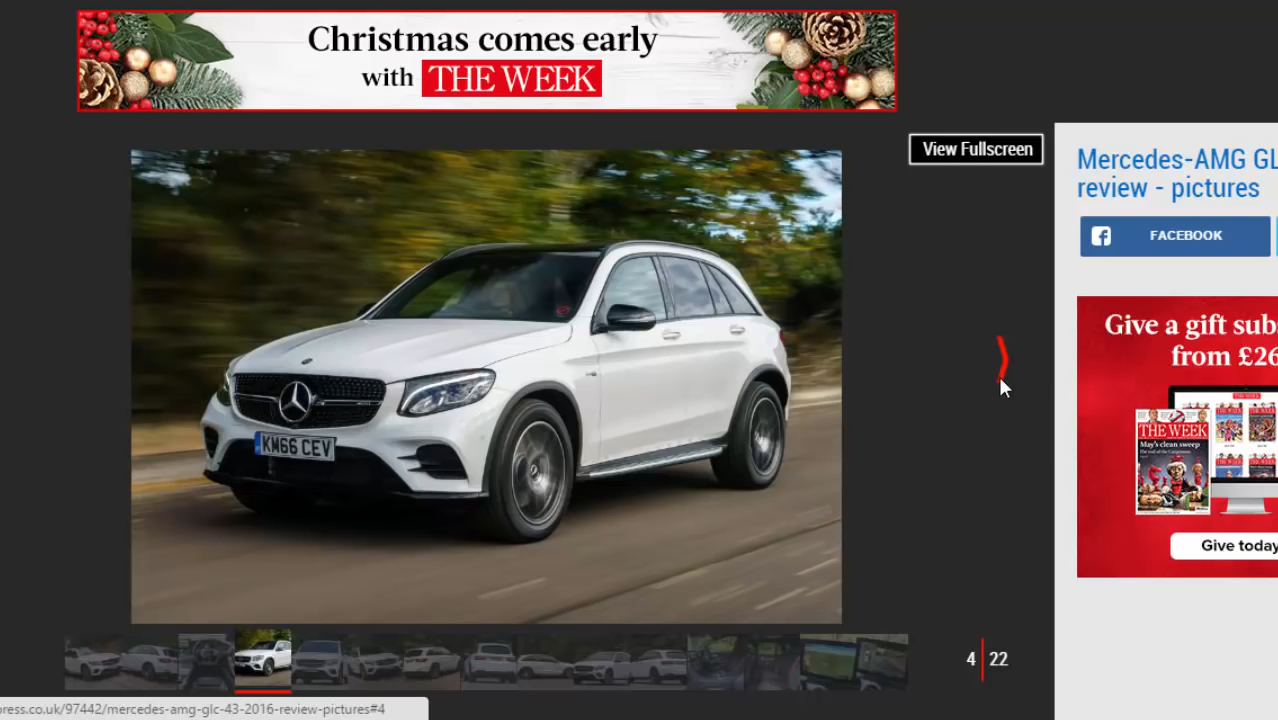 Christmas comes early
with THE WEEK
View Fullscreen
Mercedes-AMG GL
review - pictures
FACEBOOK
Give a gift sub
from £26
THE WEEK
May's clean sweep
KM66 CEV
Give today
4 22
press.co.uk/97442/mercedes-amg-glc-43-2016-review-pictures#4